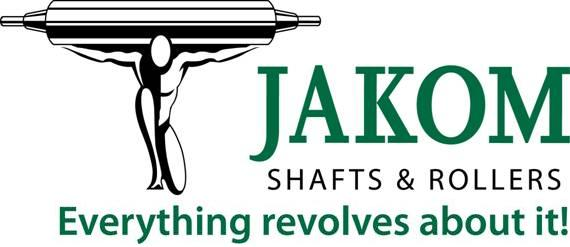 JAKOM
SHAFTS & ROLLERS
Everything revolves about it!